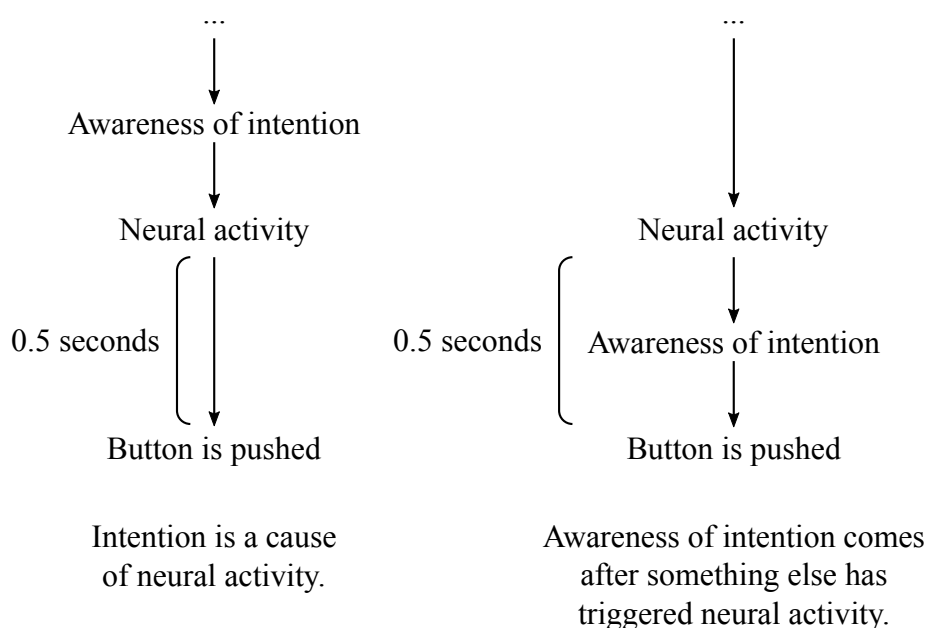 ...
Awareness of intention
Neural activity
0.5 seconds
Button is pushed
Intention is a cause
of neural activity.
...
Neural activity
0.5 seconds
Awareness of intention
Button is pushed
Awareness of intention comes
after something else has
triggered neural activity.